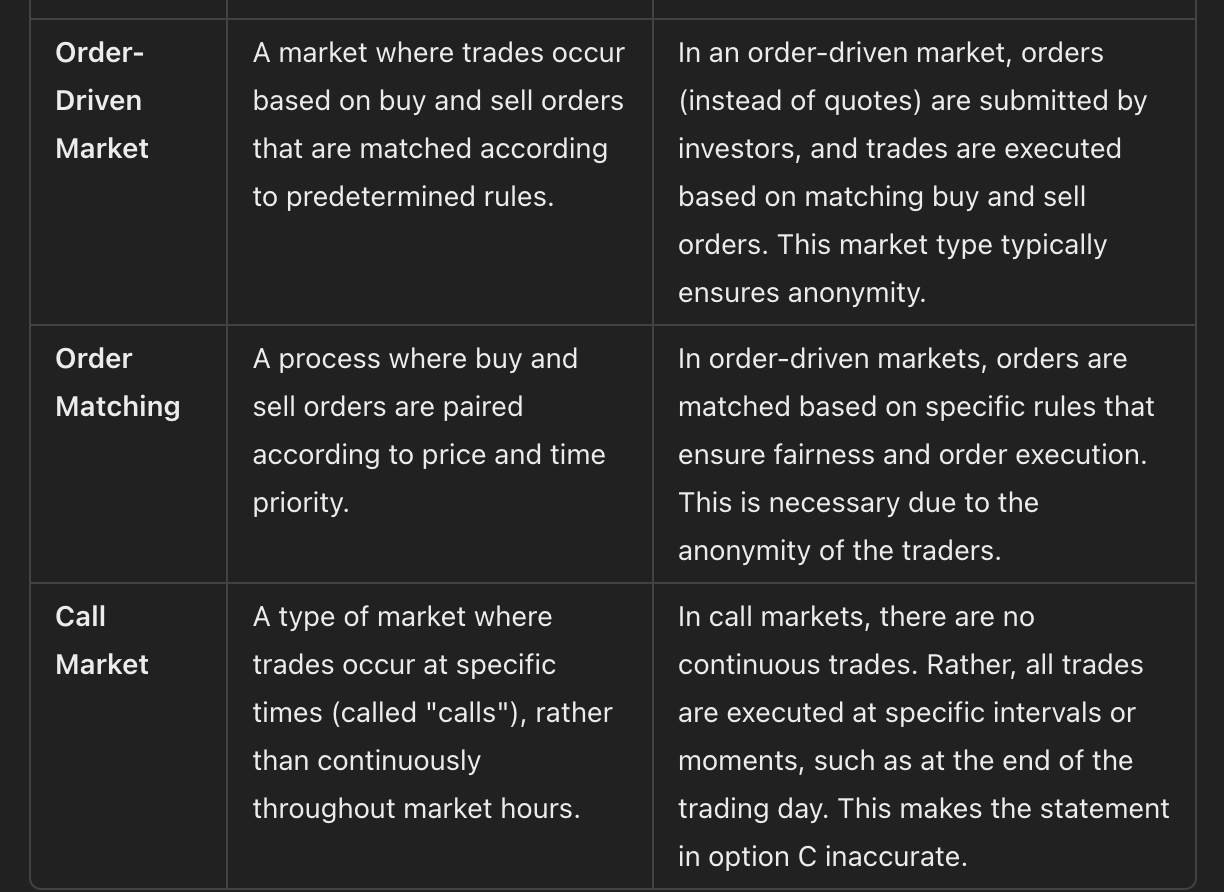 Order-
Driven
Market
A market where trades occur
based on buy and sell orders
that are matched according
to predetermined rules.
In an order-driven market, orders
(instead of quotes) are submitted by
investors, and trades are executed
based on matching buy and sell
orders. This market type typically
ensures anonymity.
Order
Matching
A process where buy and
sell orders are paired
according to price and time
priority.
In order-driven markets, orders are
matched based on specific rules that
ensure fairness and order execution.
This is necessary due to the
anonymity of the traders.
Call
Market
A type of market where
trades occur at specific
times (called "calls"), rather
than continuously
throughout market hours.
In call markets, there are no
continuous trades. Rather, all trades
are executed at specific intervals or
moments, such as at the end of the
trading day. This makes the statement
in option C inaccurate.